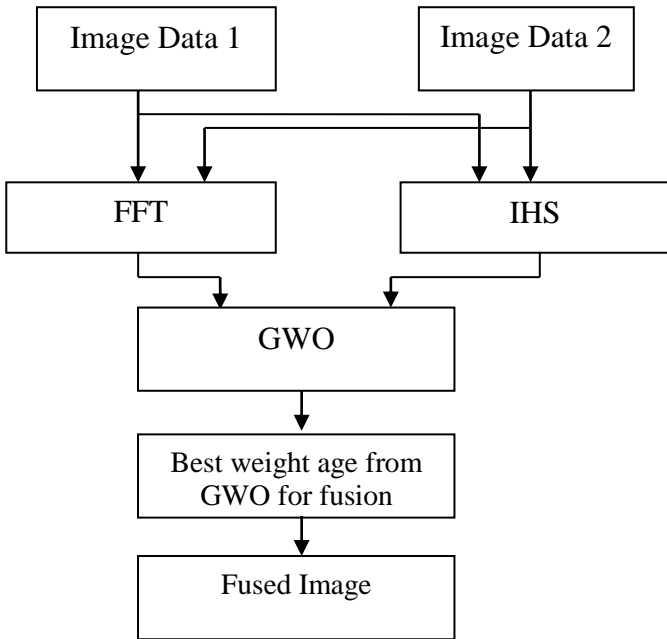 Image Data 1
Image Data 2
FFT
IHS
GWO
Best weight age from
GWO for fusion
Fused Image